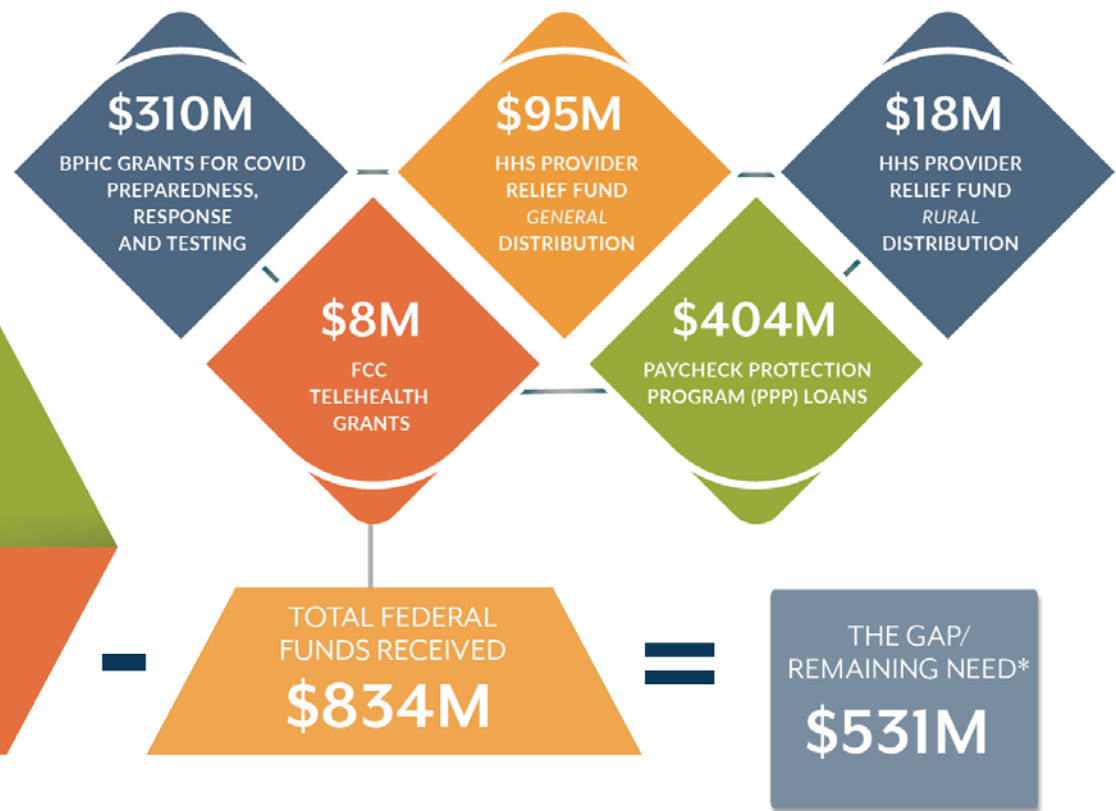 $310M
BPHC GRANTS FOR COVID
PREPAREDNESS,
RESPONSE
AND TESTING
$95M
HHS PROVIDER
RELIEF FUND
GENERAL
DISTRIBUTION
$18M
HHS PROVIDER
RELIEF FUND
RURAL
DISTRIBUTION
$8M
FCC
TELEHEALTH
GRANTS
$404M
PAYCHECK PROTECTION
PROGRAM (PPP) LOANS
-
TOTAL FEDERAL
FUNDS RECEIVED
$834M
=
THE GAP/
REMAINING NEED*
$531M